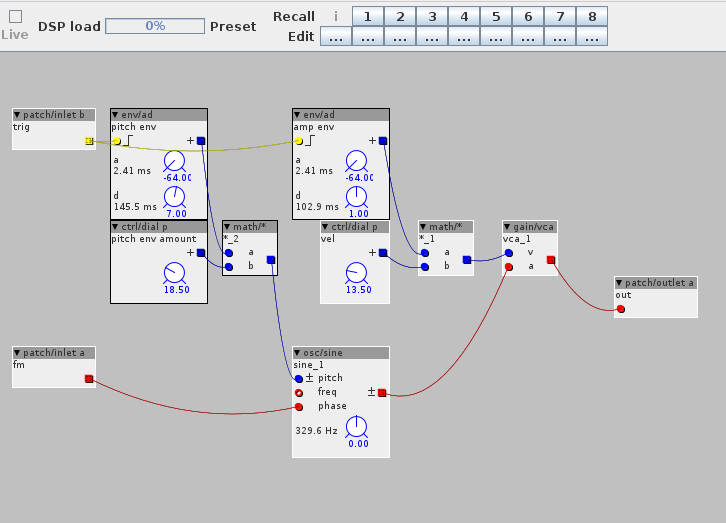 Live
DSP load 0% Preset
Recall i 1 2 3 4 5 6 7 8
Edit ... ... ... ... ... ... ... ...
patch/inlet b
trig
env/ad
pitch env
+
a
2.41 ms
-64.00
d
145.5 ms
7.00
env/ad
amp env
+
a
2.41 ms
-64.00
d
102.9 ms
1.00
ctrl/dial p
pitch env amount
+
18.50
math/*
*_2
a
b
ctrl/dial p
vel
+
13.50
math/*
*_1
a
b
gain/vca
vca_1
v
a
patch/outlet a
out
patch/inlet a
fm
osc/sine
sine_1
± pitch
freq ±
phase
329.6 Hz
0.00